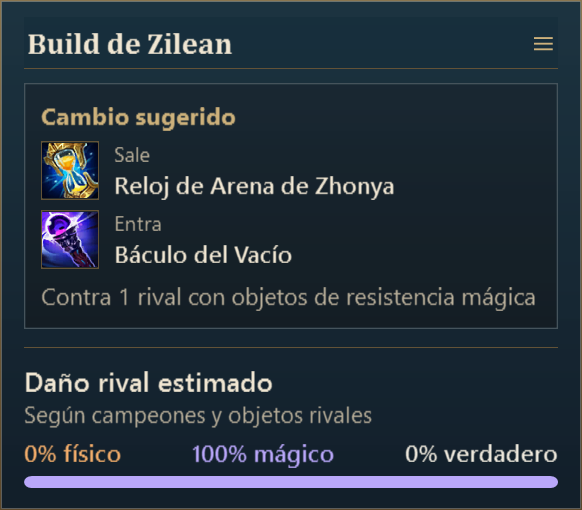 Build de Zilean
Cambio sugerido
Sale
Reloj de Arena de Zhonya
Entra
Báculo del Vacío
Contra 1 rival con objetos de resistencia mágica
Daño rival estimado
Según campeones y objetos rivales
0% físico 100% mágico 0% verdadero